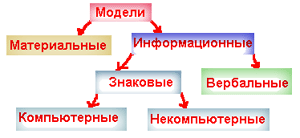 Модели
Материальные
Информационные
Знаковые
Вербальные
Компьютерные
Некомпьютерные